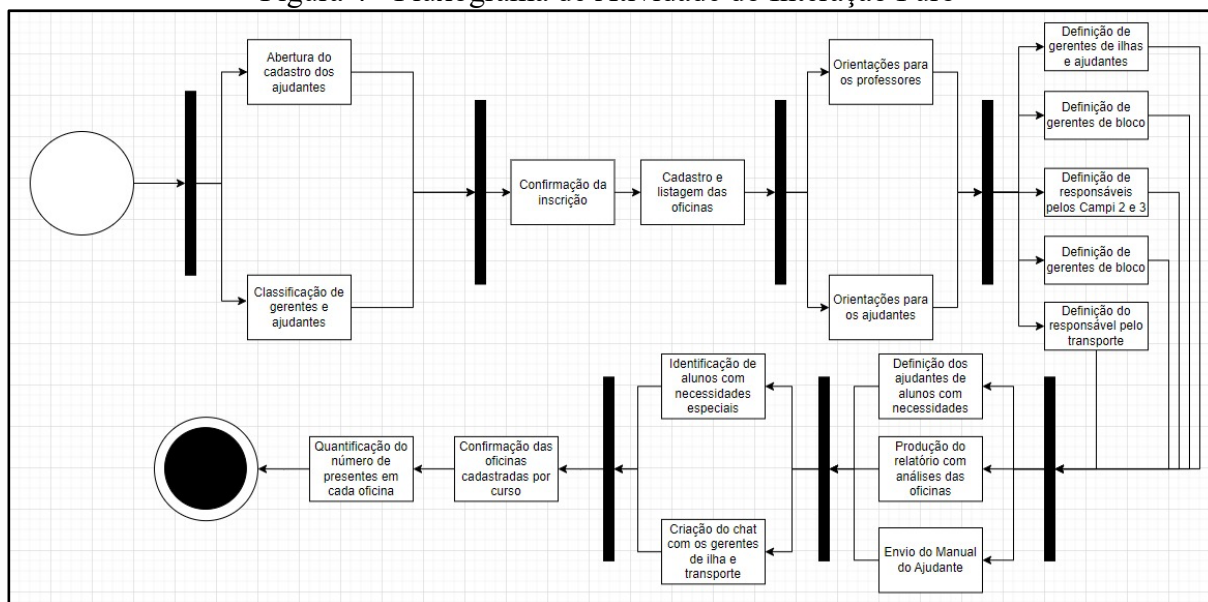 Abertura do
cadastro dos
ajudantes
Classificação de
gerentes e
ajudantes
Confirmação da
inscrição
Cadastro e
listagem das
oficinas
Orientações para
os professores
Orientações para
os ajudantes
Definição de
gerentes de ilhas
e ajudantes
Definição de
gerentes de bloco
Definição de
responsáveis
pelos Campi 2 e 3
Definição de
gerentes de bloco
Definição do
responsável pelo
transporte
Definição dos
ajudantes de
alunos com
necesidades
Produção do
relatório com
análises das
oficinas
Envio do Manual
do Ajudante
Identificação de
alunos com
necessidades
especiais
Criação do chat
com os gerentes
de ilha e
transporte
Confirmação das
oficinas
cadastradas por
curso
Quantificação do
número de
presentes em
cada oficina